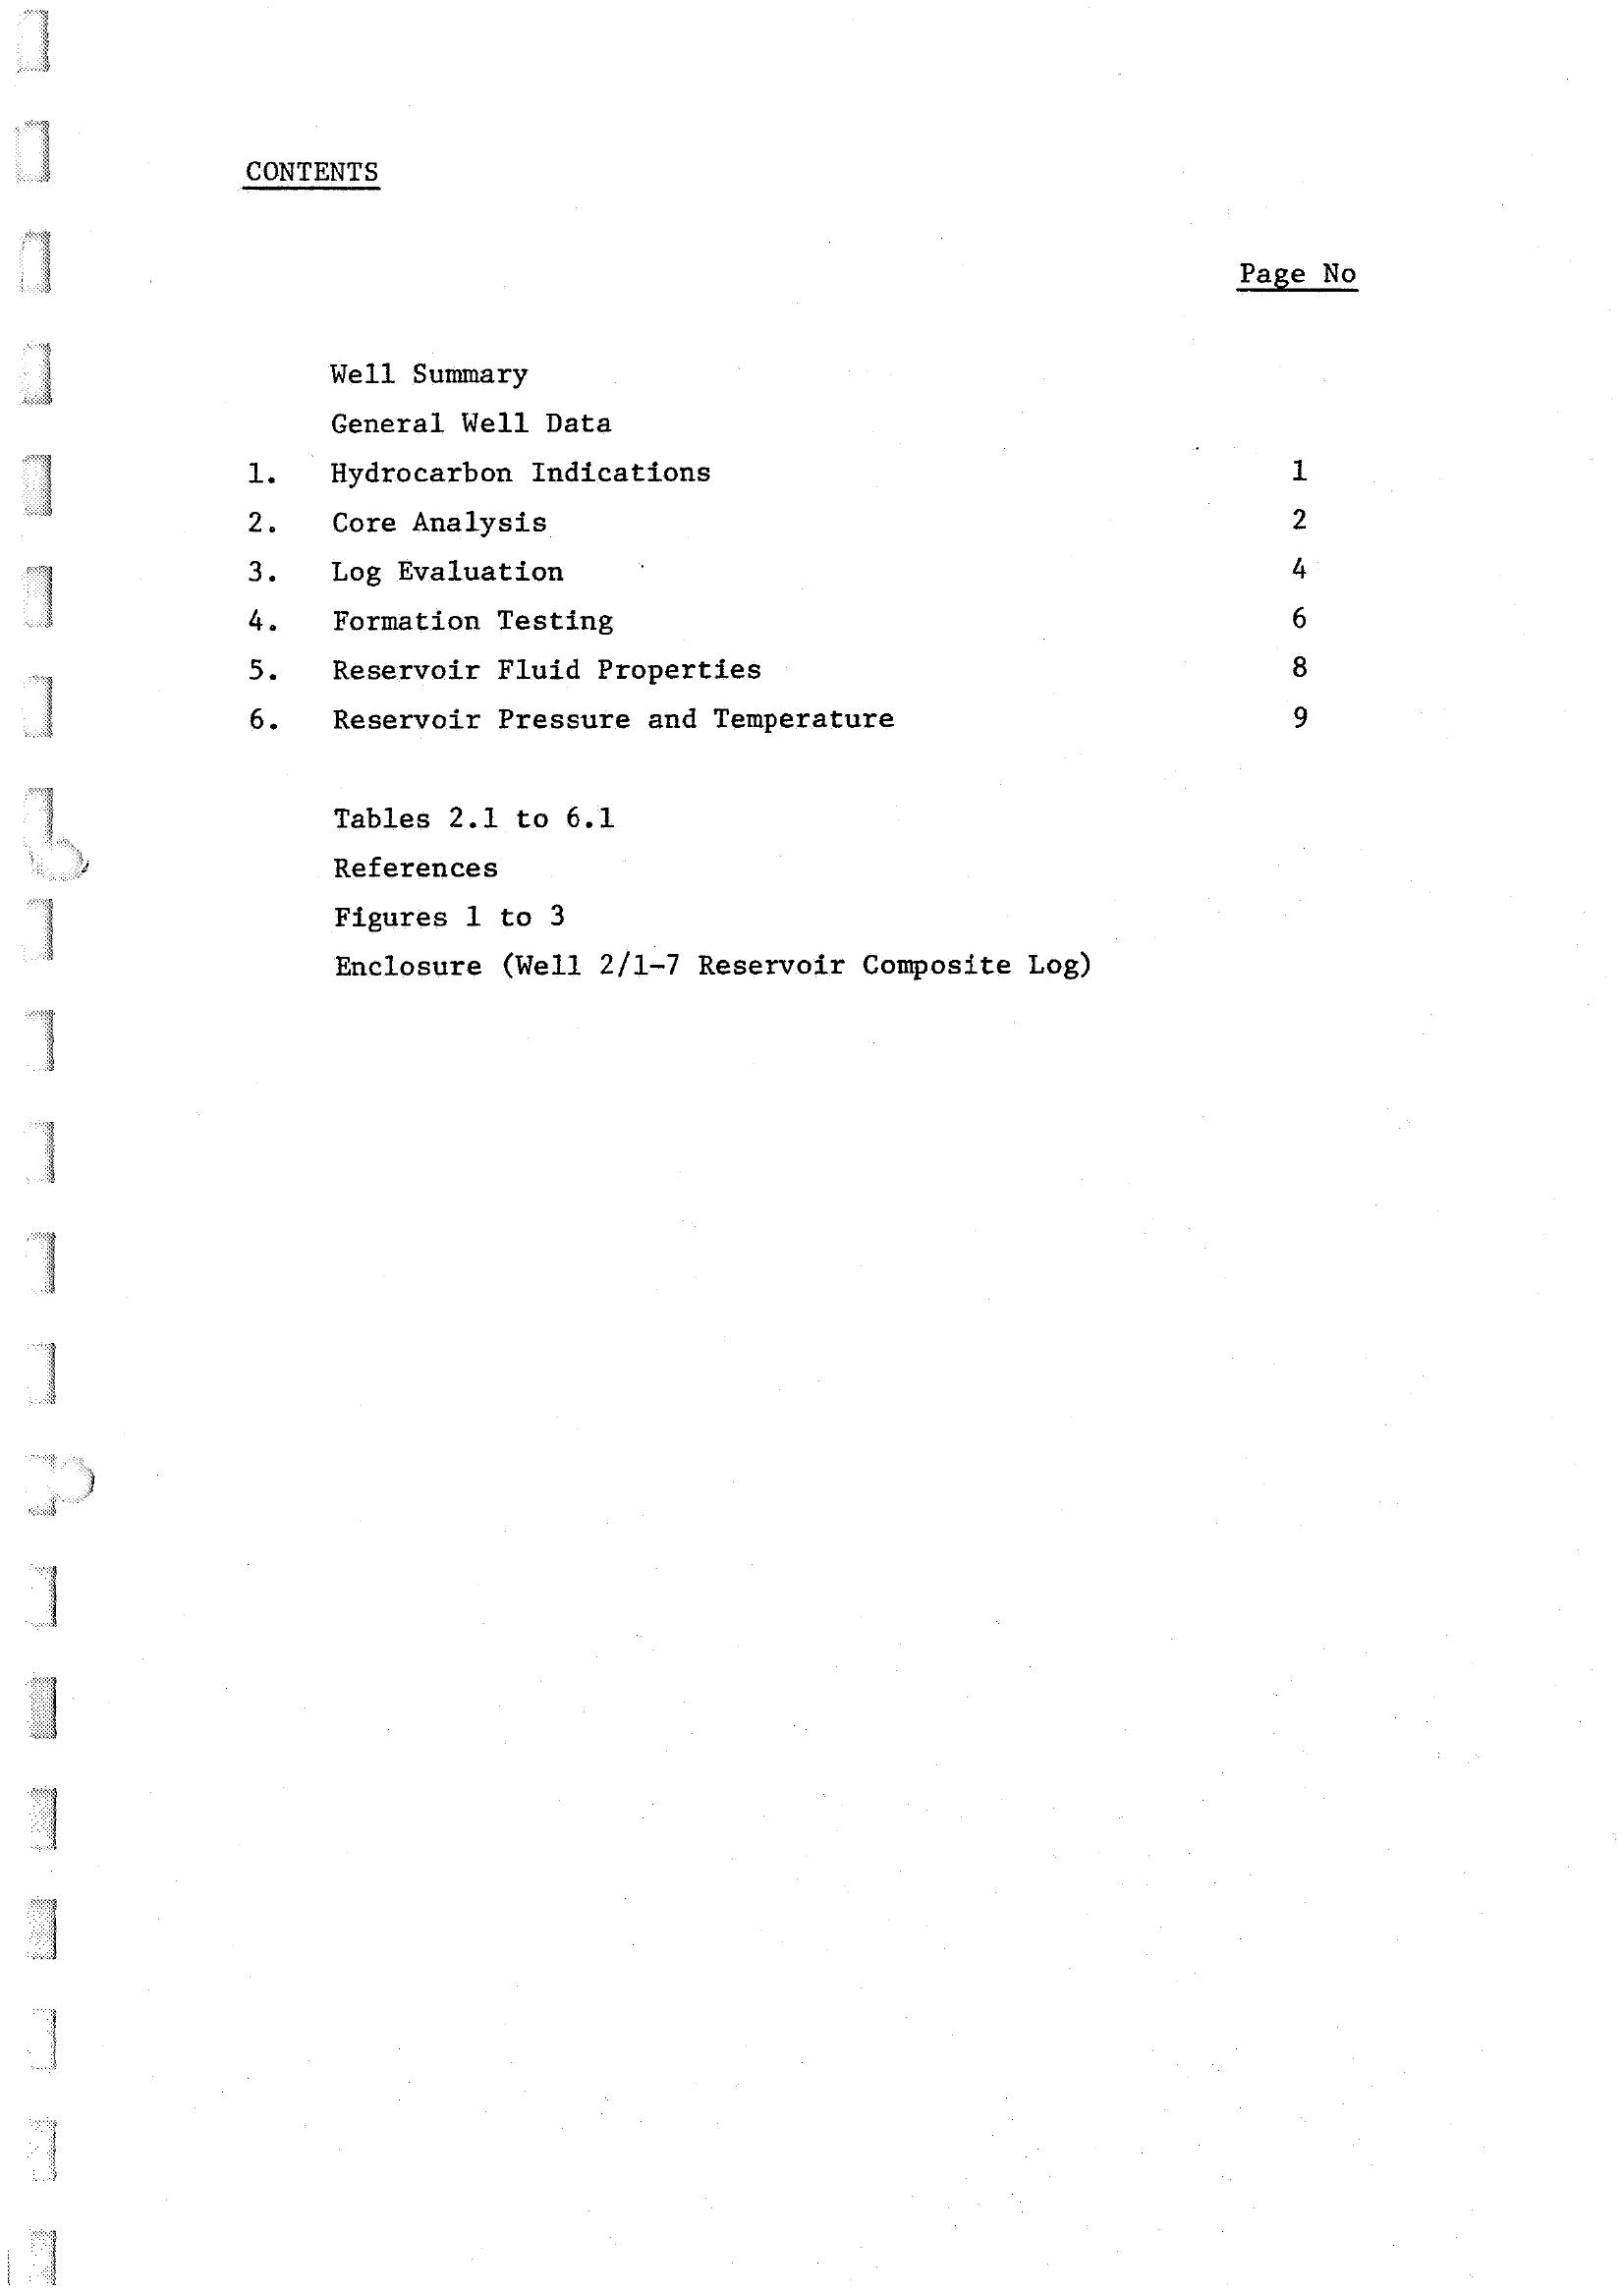 CONTENTS
Page No
Well Summary
General Well Data
1. Hydrocarbon Indications 1
2. Core Analysis 2
3. Log Evaluation 4
4. Formation Testing 6
5. Reservoir Fluid Properties 8
6. Reservoir Pressure and Temperature 9
Tables 2.1 to 6.1
References
Figures 1 to 3
Enclosure (Well 2/1-7 Reservoir Composite Log)